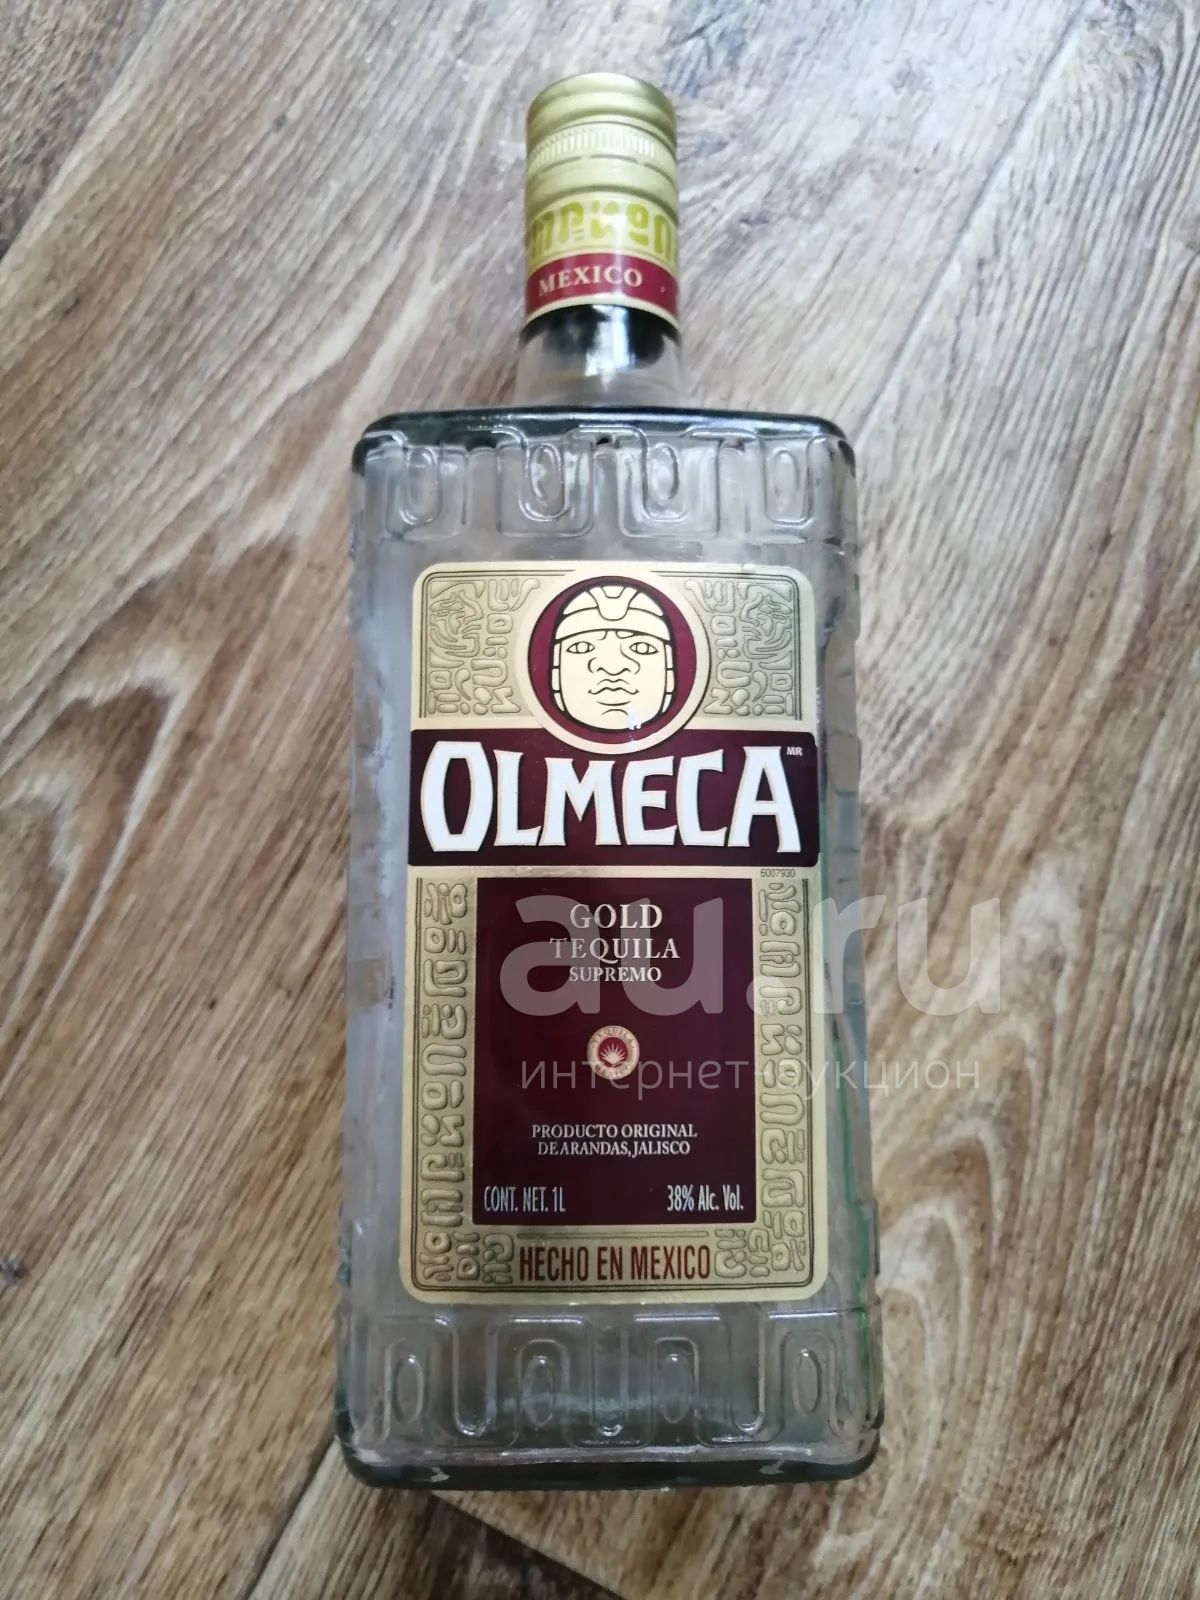 MEXICO
OLMECA MR
6007930
GOLD
TEQUILA
SUPREMO
au.ru
TEQUILA
интернет-аукцион
PRODUCTO ORIGINAL
DE ARANDAS, JALISCO
CONT. NET. 1L 38% Alc. Vol.
HECHO EN MEXICO